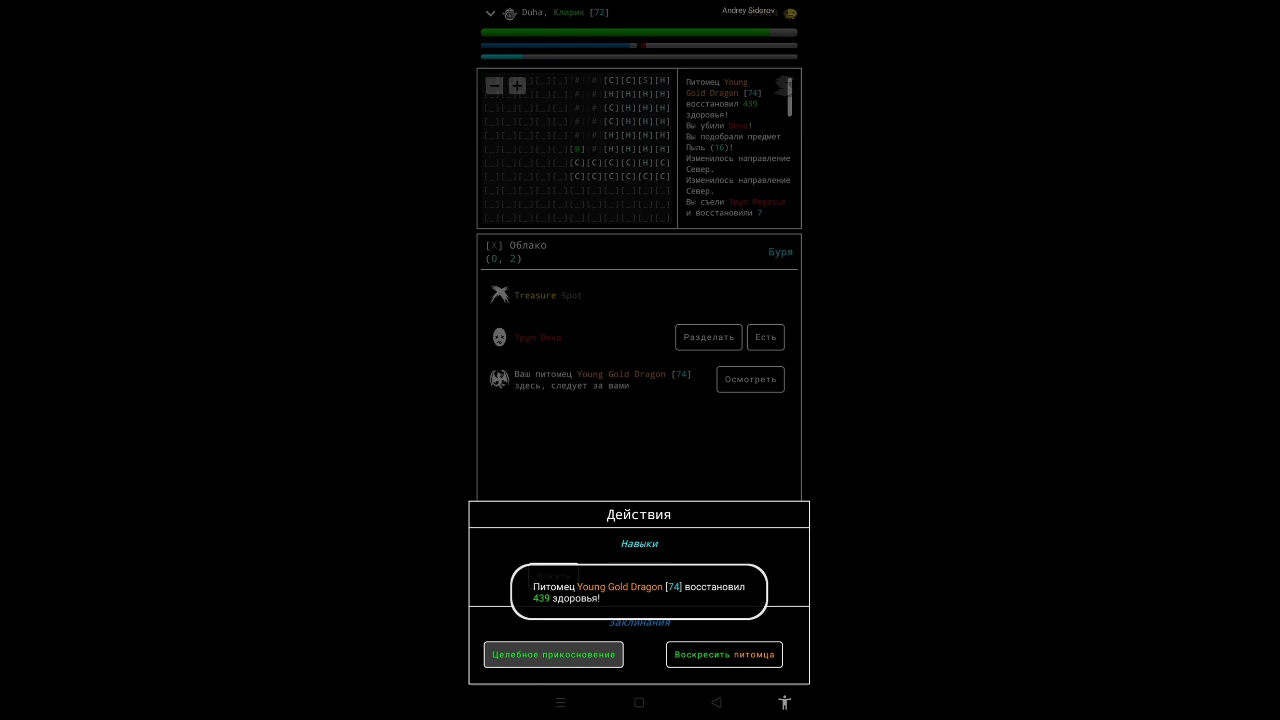 Duha, Клирик [72]
Andrey Sidorov
[C][C][S][H]
[H][H][H][H]
[C][H][H][H]
[C][H][H][H]
[H][H][H][H]
[@] # [H][H][H][H]
[C][C][C][C][H][C]
[C][C][C][C][C][C]
Питомец Young
Gold Dragon [74]
восстановил 439
здоровья!
Вы убили Deva!
Вы подобрали предмет
Пыль (16)!
Изменилось направление
Север.
Изменилось направление
Север.
Вы съели Труп Pegasus
и восстановили 7
[X] Облако
(0, 2)
Буря
Treasure Spot
Труп Deva
Разделать
Есть
Ваш питомец Young Gold Dragon [74]
здесь, следует за вами
Осмотреть
Действия
Навыки
Питомец Young Gold Dragon [74] восстановил
439 здоровья!
Заклинания
Целебное прикосновение
Воскресить питомца